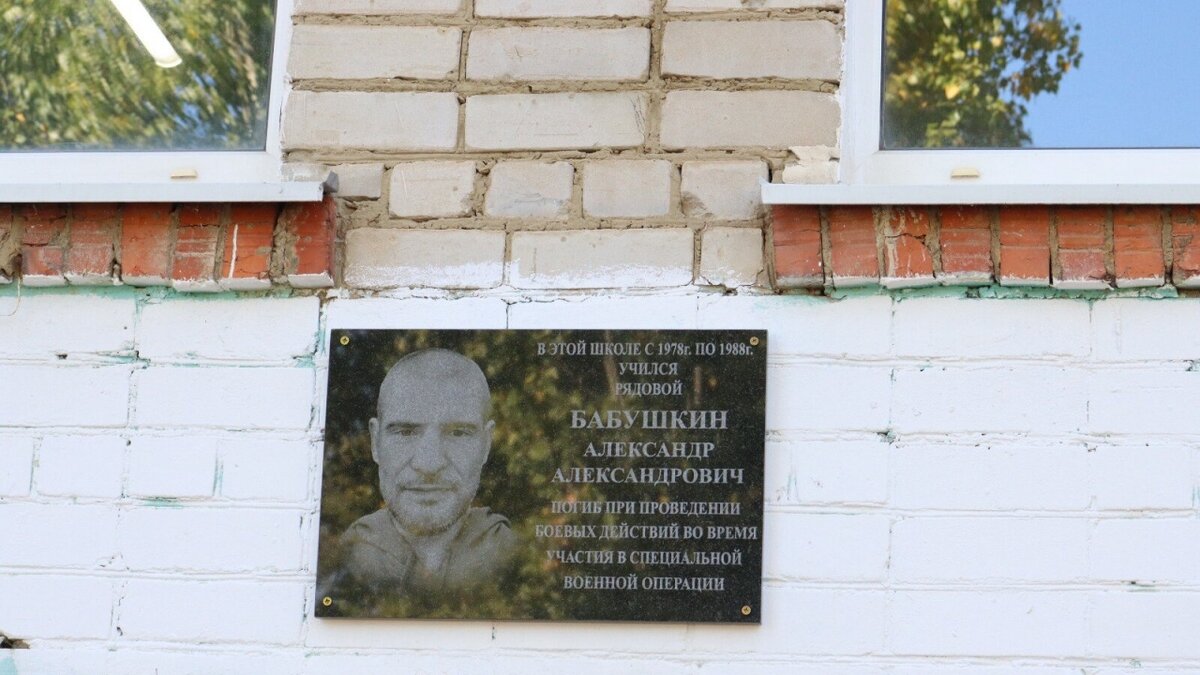 В ЭТОЙ ШКОЛЕ С 1978г. ПО 1988г.
УЧИЛСЯ
РЯДОВОЙ
БАБУШКИН
АЛЕКСАНДР
АЛЕКСАНДРОВИЧ
ПОГИБ ПРИ ПРОВЕДЕНИИ
БОЕВЫХ ДЕЙСТВИЙ ВО ВРЕМЯ
УЧАСТИЯ В СПЕЦИАЛЬНОЙ
ВОЕННОЙ ОПЕРАЦИИ